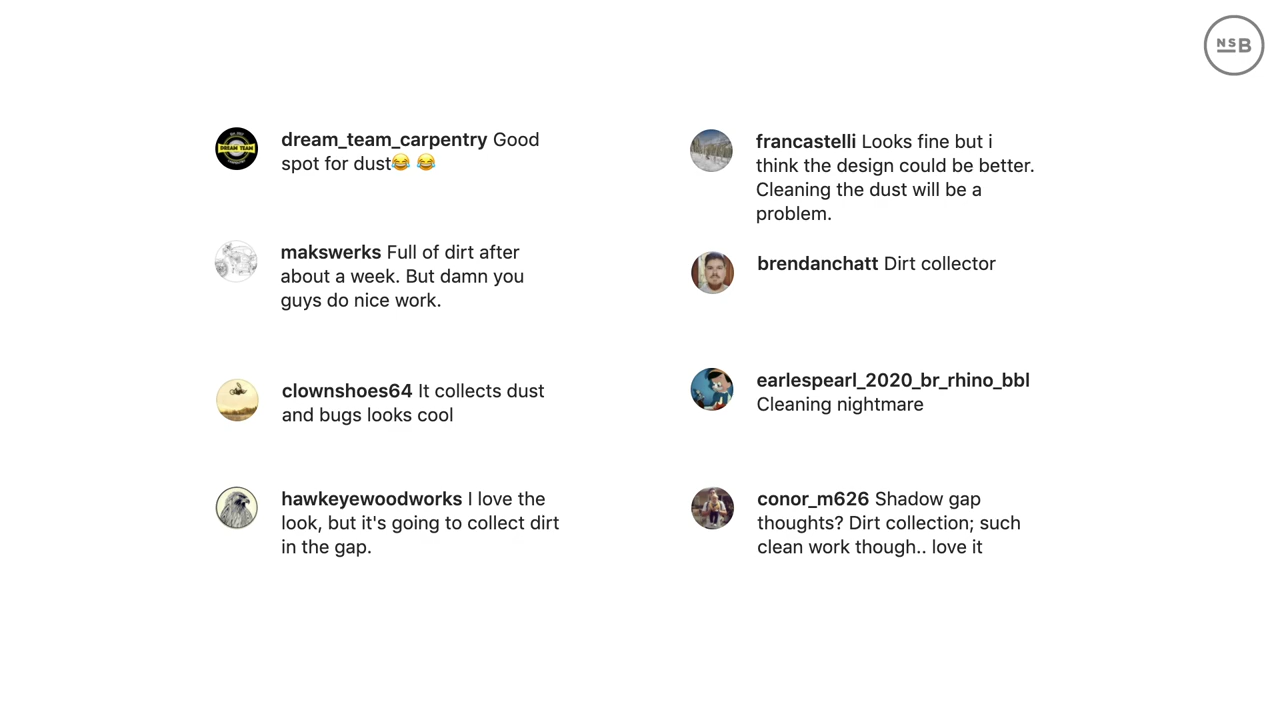 NSB
dream_team_carpentry Good
spot for dust😂 😂
makswerks Full of dirt after
about a week. But damn you
guys do nice work.
clownshoes64 It collects dust
and bugs looks cool
hawkeyewoodworks I love the
look, but it's going to collect dirt
in the gap.
francastelli Looks fine but i
think the design could be better.
Cleaning the dust will be a
problem.
brendanchatt Dirt collector
earlespearl_2020_br_rhino_bbl
Cleaning nightmare
conor_m626 Shadow gap
thoughts? Dirt collection; such
clean work though.. love it
DREAM TEAM